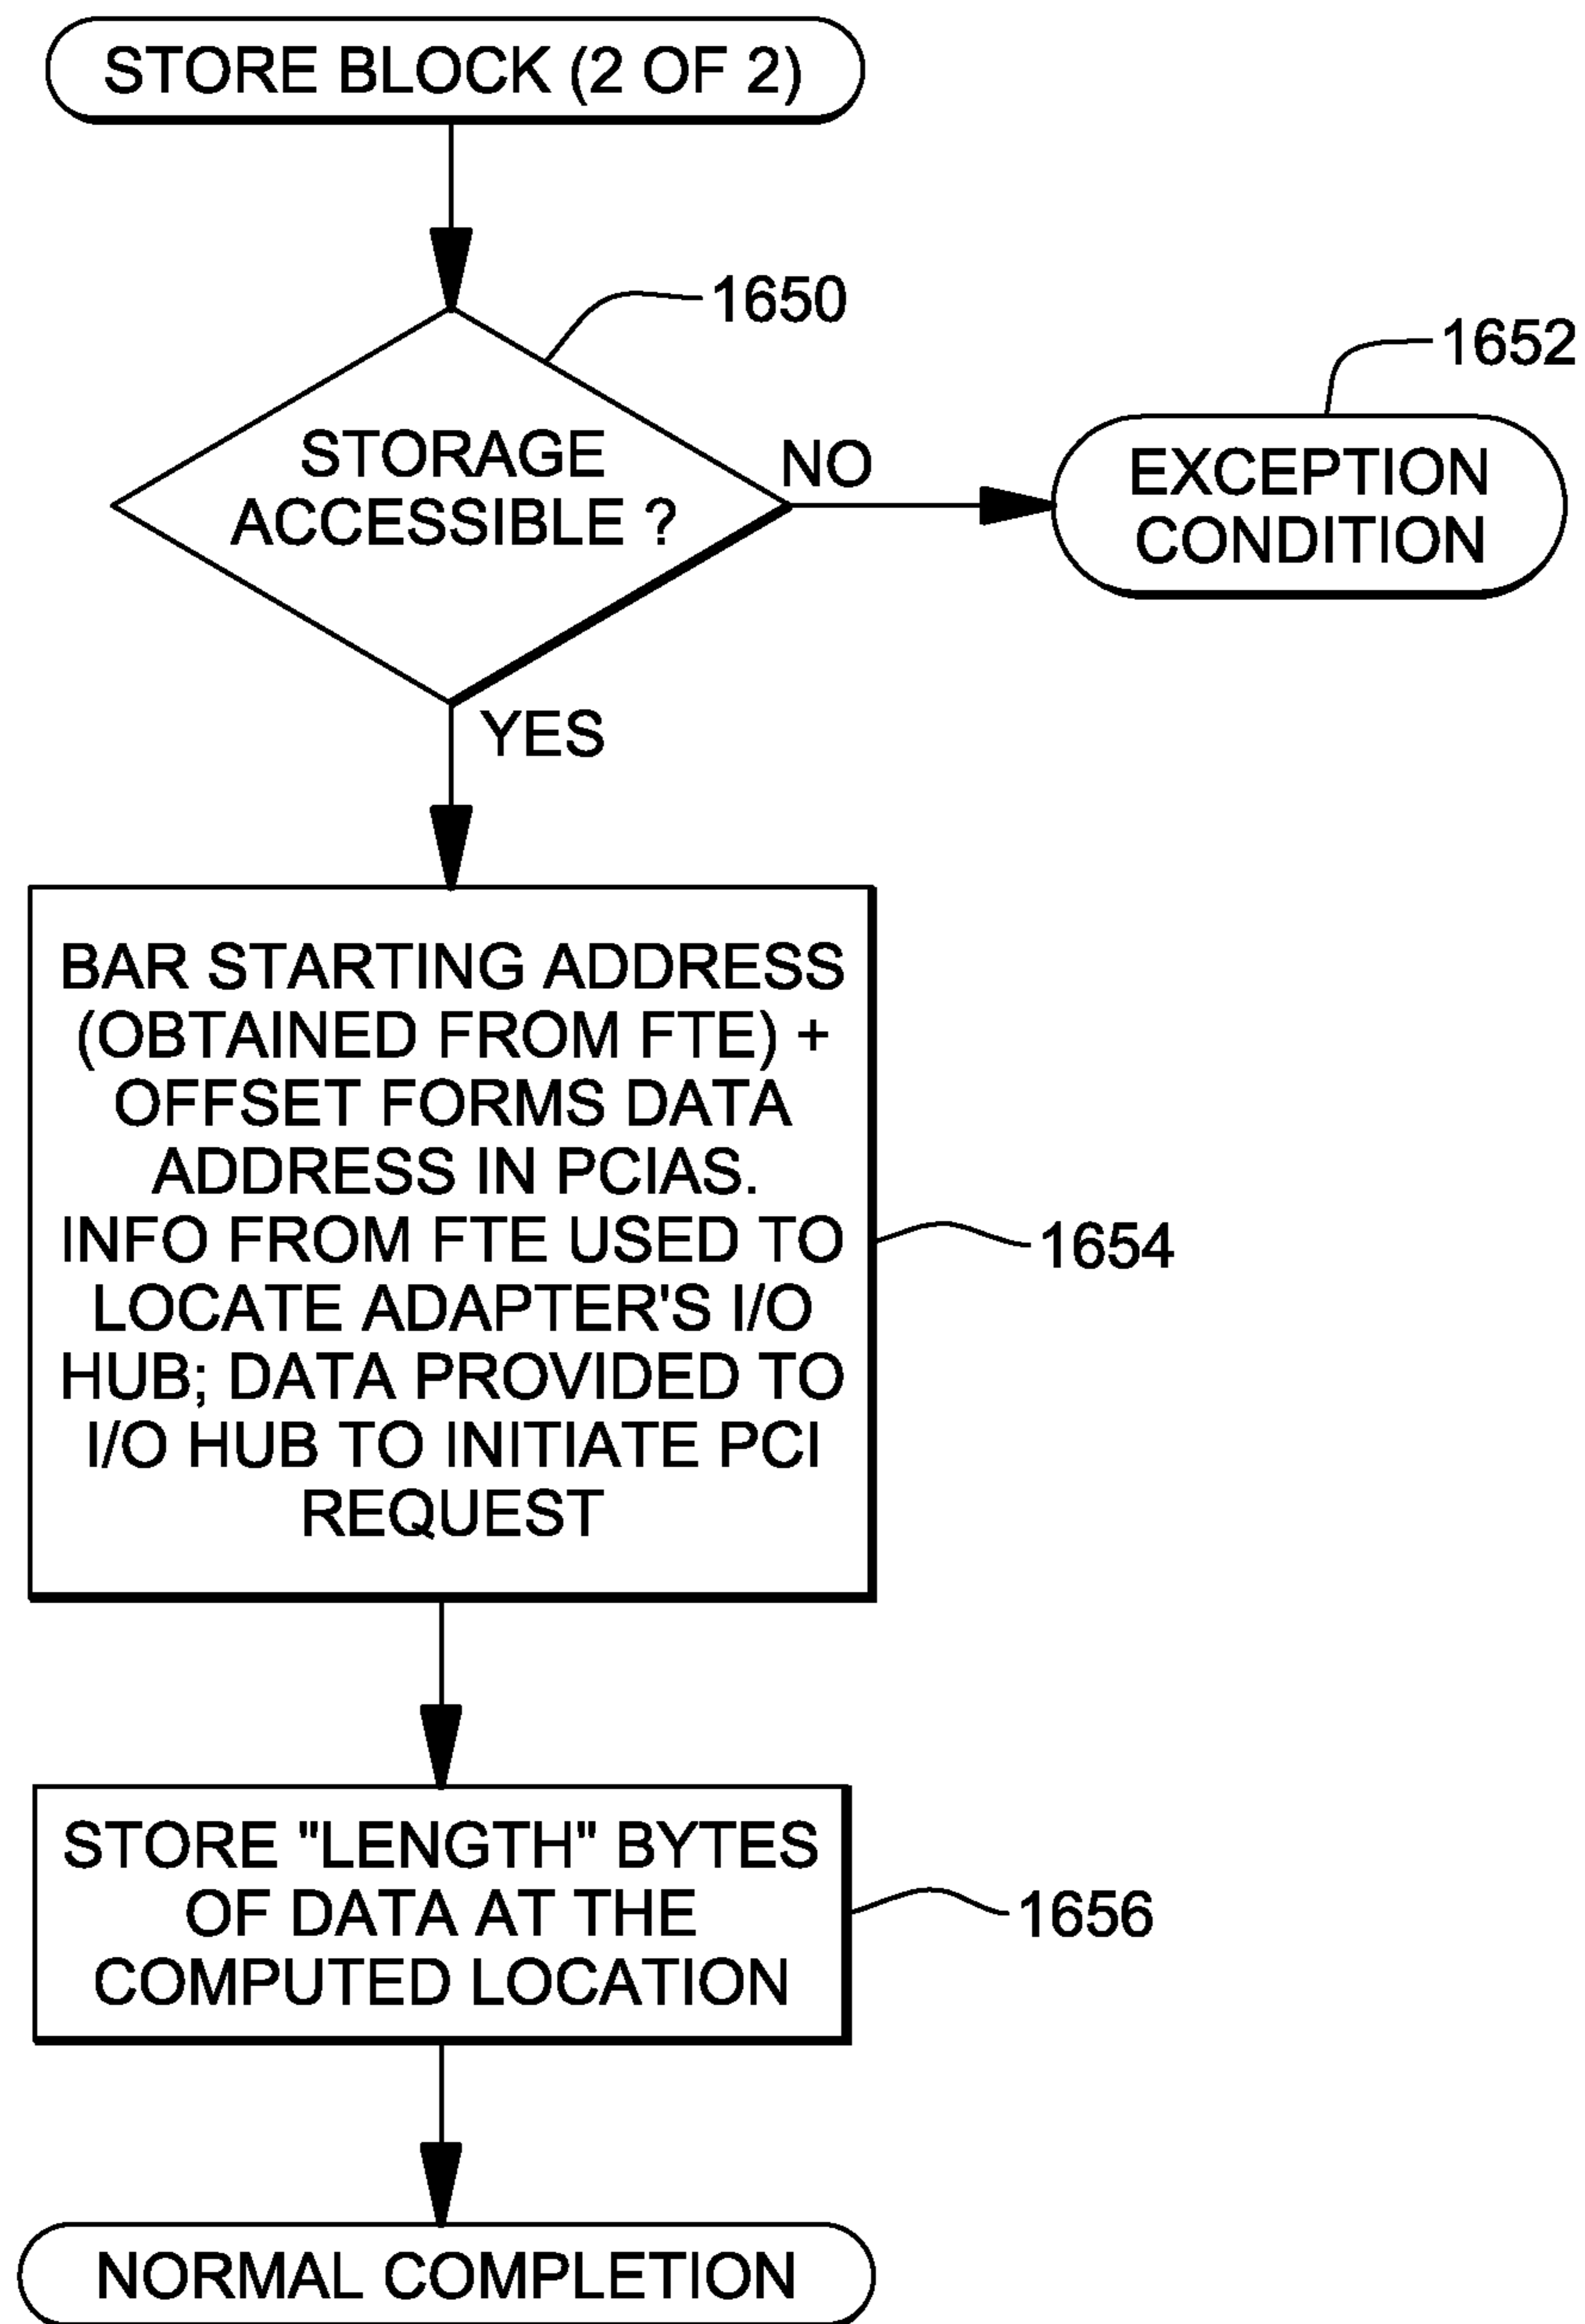 STORE BLOCK (2 OF 2)
1650
1652
STORAGE
ACCESSIBLE ?
NO
EXCEPTION
CONDITION
YES
BAR STARTING ADDRESS
(OBTAINED FROM FTE) +
OFFSET FORMS DATA
ADDRESS IN PCIAS.
INFO FROM FTE USED TO
LOCATE ADAPTER'S I/O
HUB; DATA PROVIDED TO
I/O HUB TO INITIATE PCI
REQUEST
1654
STORE "LENGTH" BYTES
OF DATA AT THE
COMPUTED LOCATION
1656
NORMAL COMPLETION